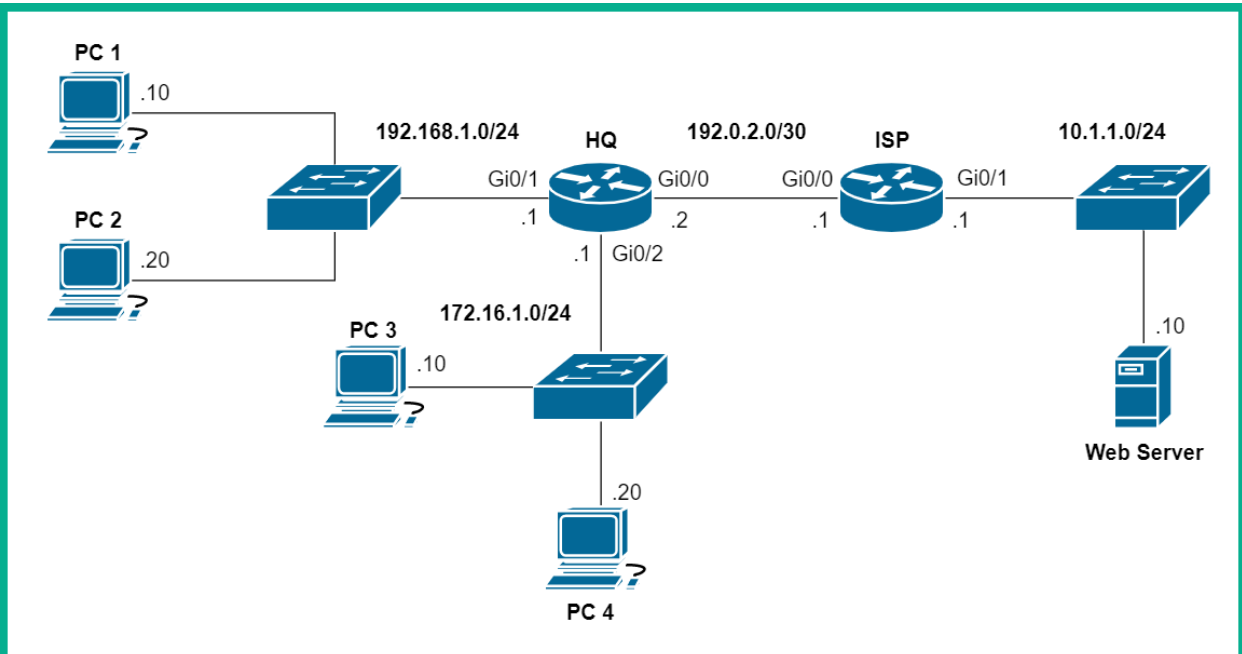 PC 1
.10
192.168.1.0/24
HQ
192.0.2.0/30
ISP
10.1.1.0/24
Gi0/1
Gi0/0
Gi0/0
Gi0/1
.1
.2
.1
.1
PC 2
.20
.1
Gi0/2
172.16.1.0/24
PC 3
.10
.10
Web Server
.20
PC 4